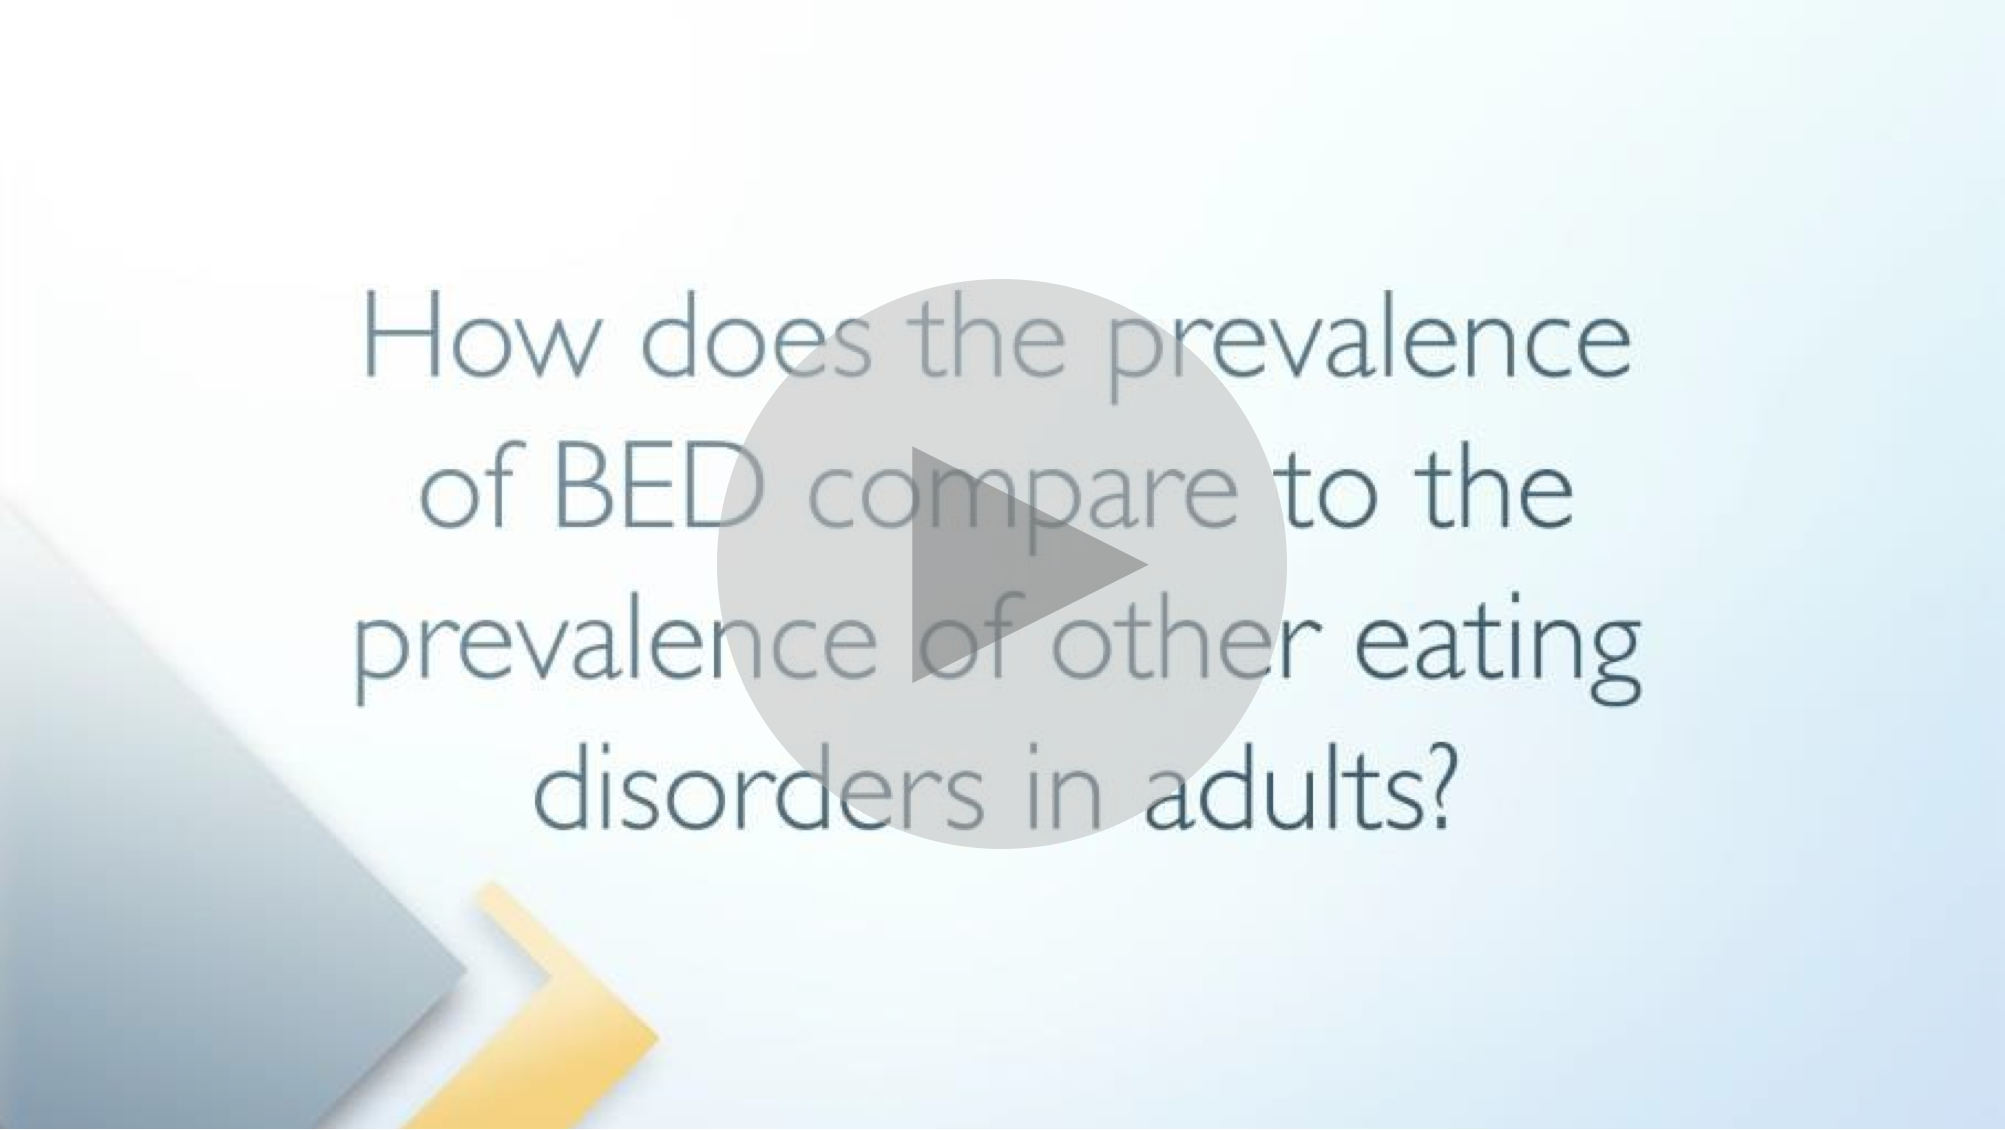 How does the prevalence
of BED compare to the
prevalence of other eating
disorders in adults?